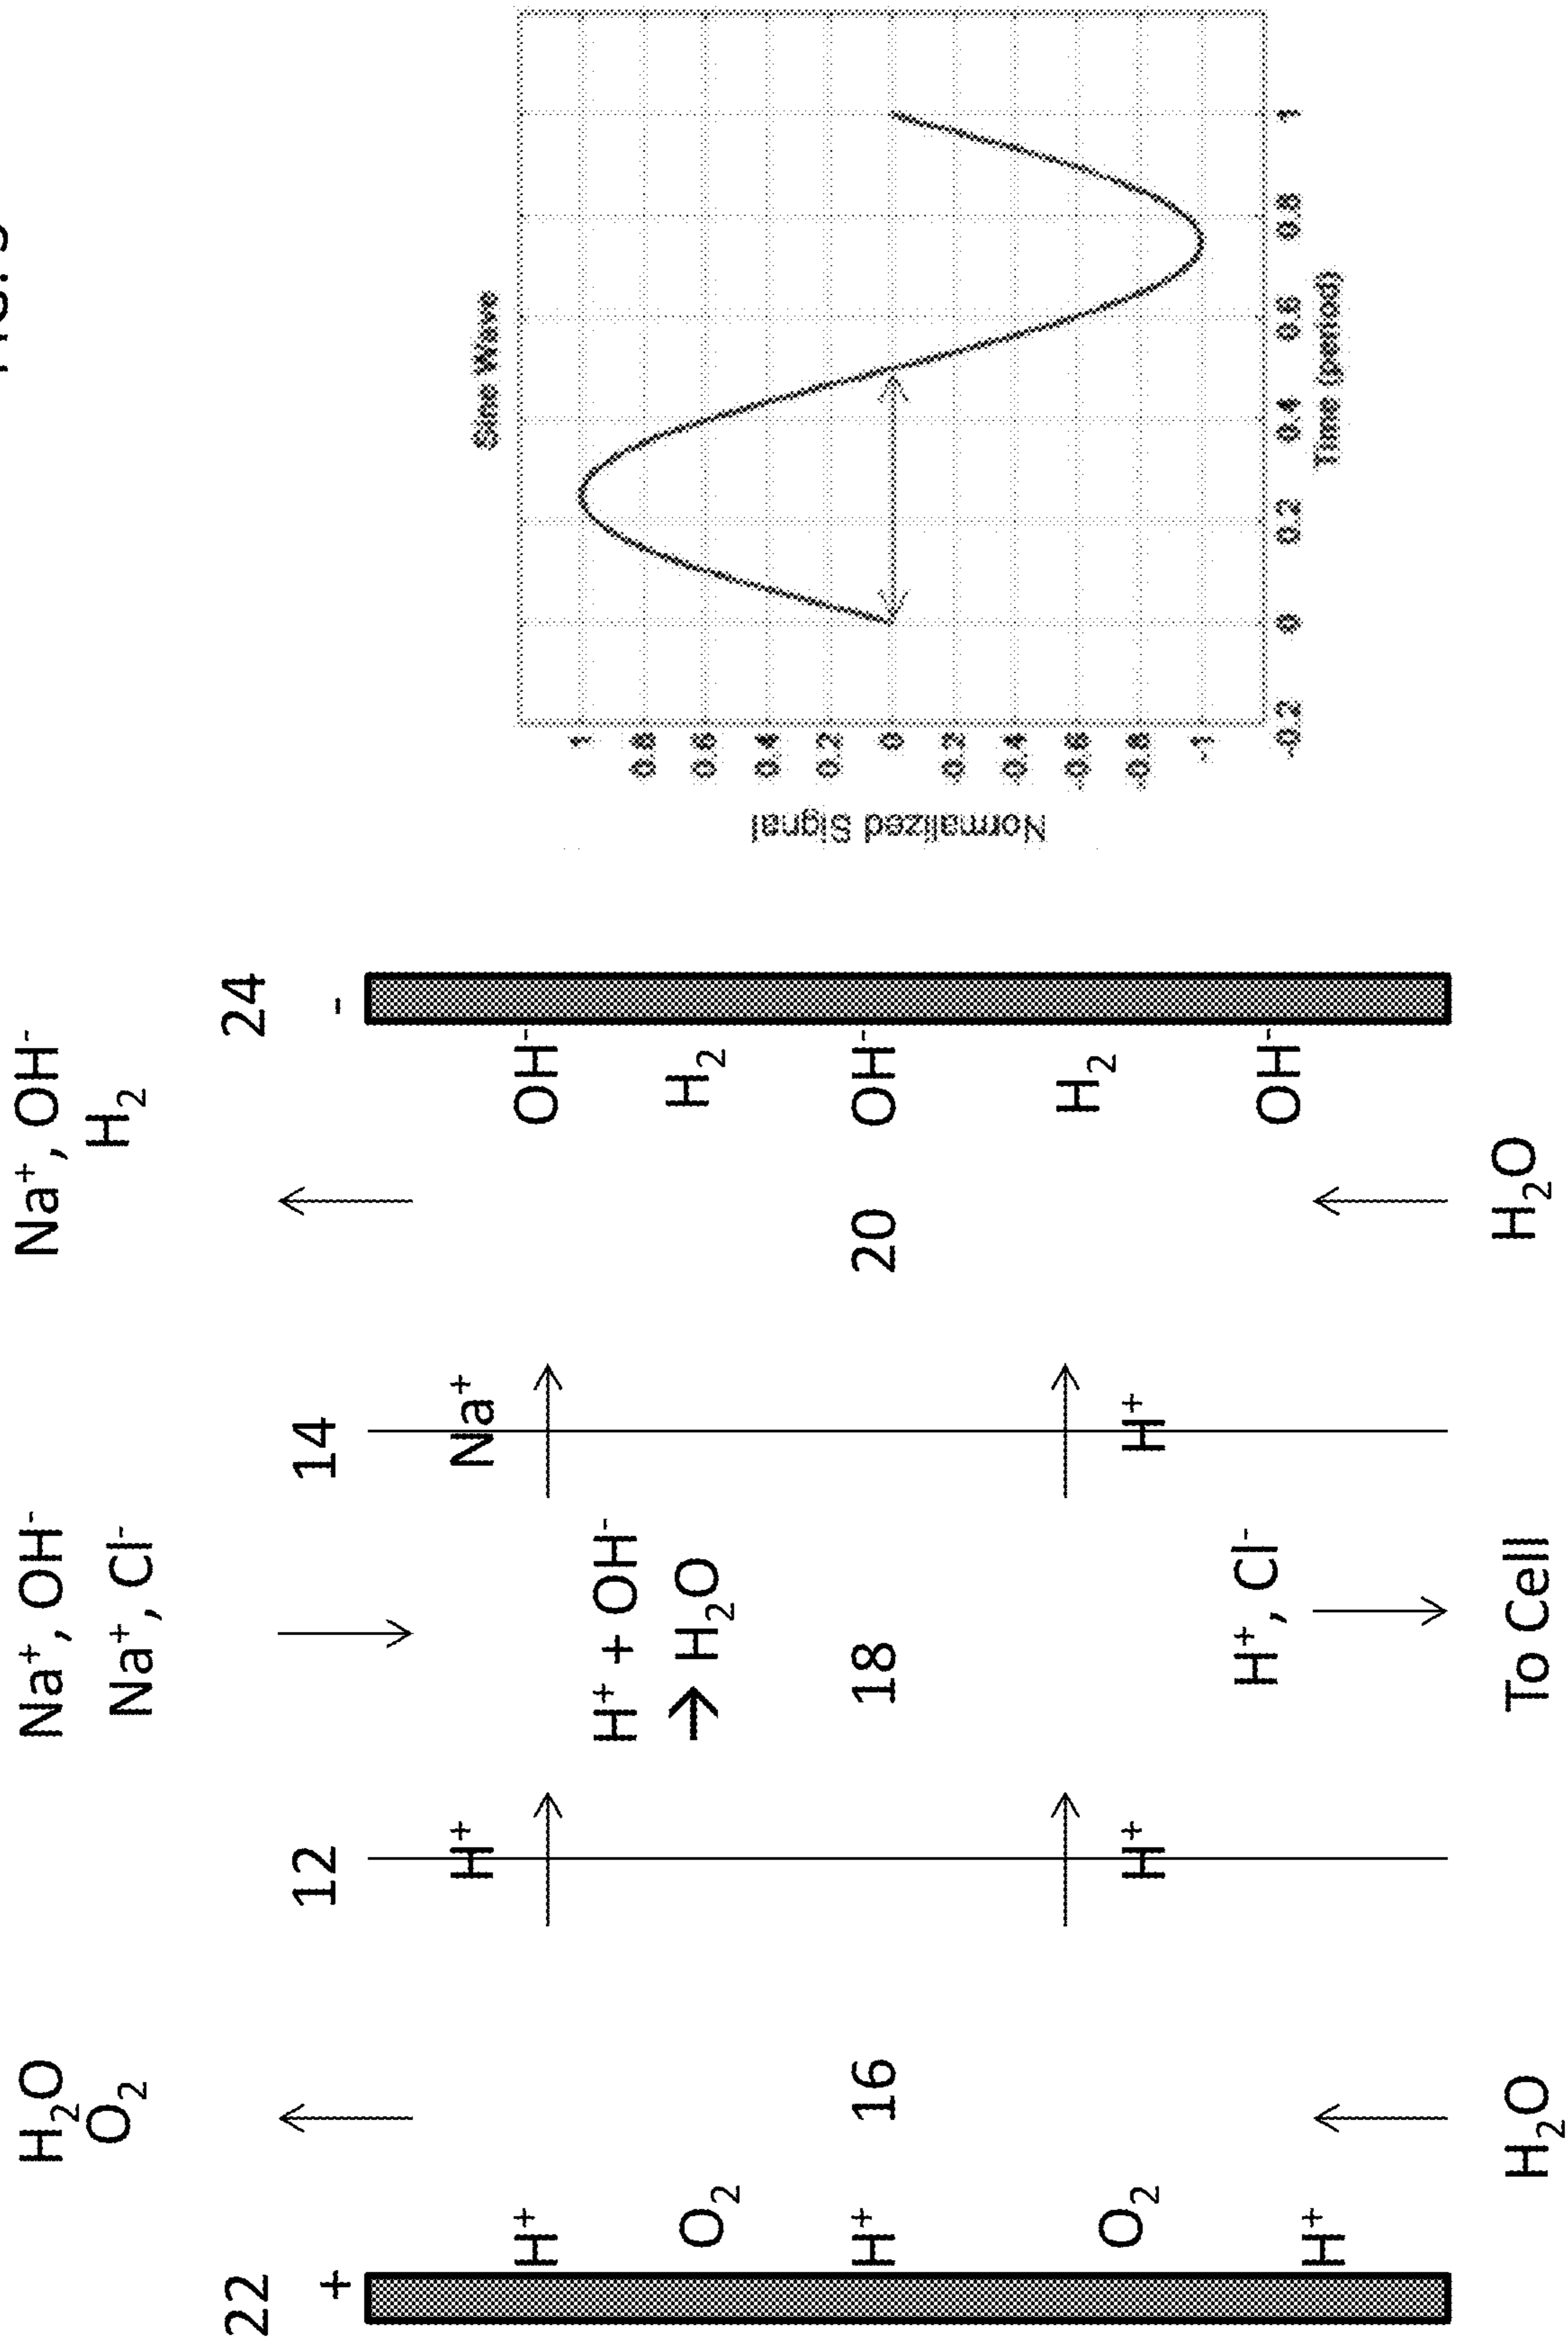 H₂O
O₂
Na⁺, OH⁻
Na⁺, Cl⁻
Na⁺, OH⁻
H₂
22
12
14
24
+
-
H⁺
O₂
H⁺
O₂
H⁺
16
H₂O
H⁺
H⁺
H⁺ + OH⁻
→ H₂O
18
H⁺, Cl⁻
To Cell
Na⁺
H⁺
20
H₂O
OH⁻
H₂
OH⁻
H₂
OH⁻
Sine Wave
Normalized Signal
1
0.8
0.6
0.4
0.2
0
-0.2
-0.4
-0.6
-0.8
-1
-0.2 0 0.2 0.4 0.6 0.8 1
Time (period)